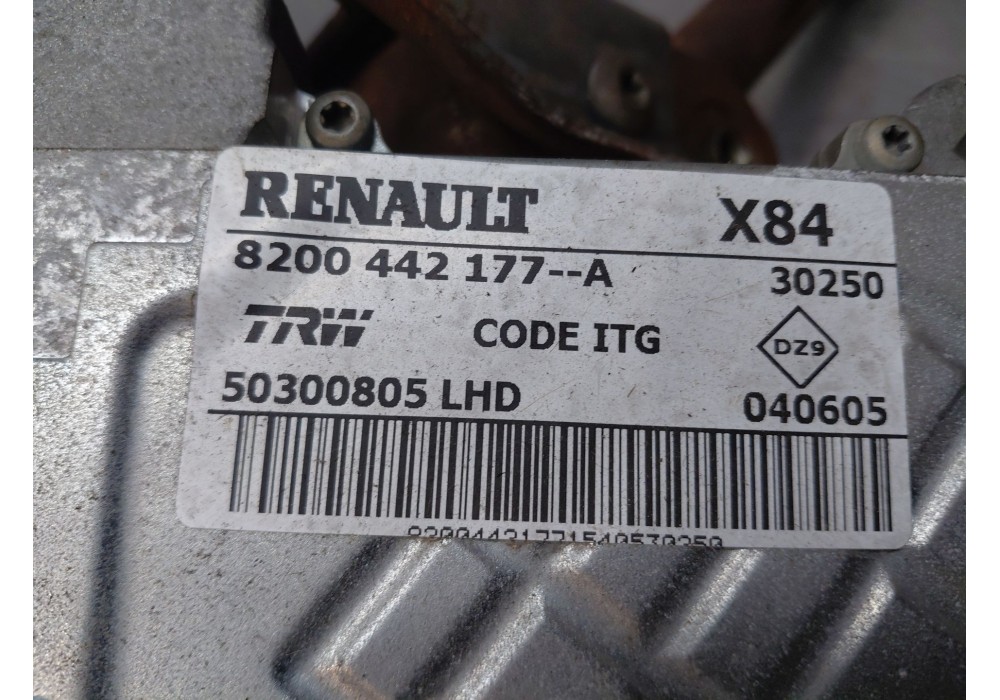 RENAULT X84
8200 442 177--A 30250
TRW CODE ITG DZ9
50300805 LHD 040605